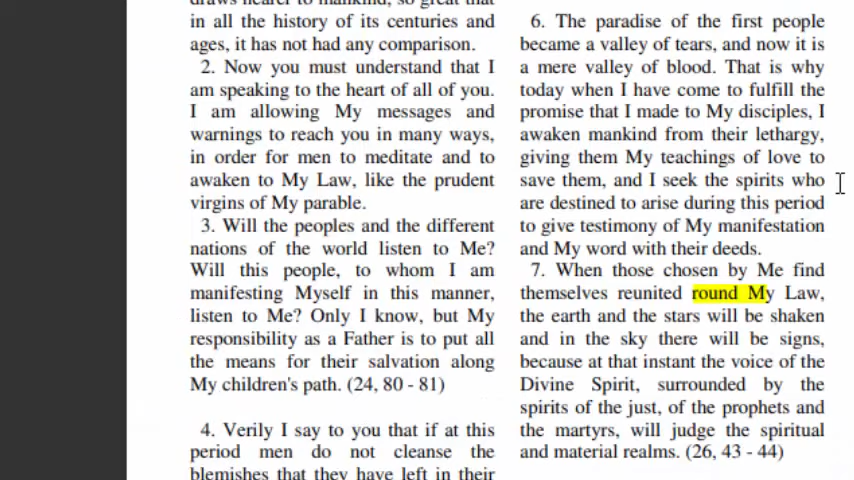 draws nearer to mankind, so great that
in all the history of its centuries and
ages, it has not had any comparison.
2. Now you must understand that I
am speaking to the heart of all of you.
I am allowing My messages and
warnings to reach you in many ways,
in order for men to meditate and to
awaken to My Law, like the prudent
virgins of My parable.
3. Will the peoples and the different
nations of the world listen to Me?
Will this people, to whom I am
manifesting Myself in this manner,
listen to Me? Only I know, but My
responsibility as a Father is to put all
the means for their salvation along
My children's path. (24, 80 - 81)
4. Verily I say to you that if at this
period men do not cleanse the
blemishes that they have left in their
6. The paradise of the first people
became a valley of tears, and now it is
a mere valley of blood. That is why
today when I have come to fulfill the
promise that I made to My disciples, I
awaken mankind from their lethargy,
giving them My teachings of love to
save them, and I seek the spirits who
are destined to arise during this period
to give testimony of My manifestation
and My word with their deeds.
7. When those chosen by Me find
themselves reunited round My Law,
the earth and the stars will be shaken
and in the sky there will be signs,
because at that instant the voice of the
Divine Spirit, surrounded by the
spirits of the just, of the prophets and
the martyrs, will judge the spiritual
and material realms. (26, 43 - 44)